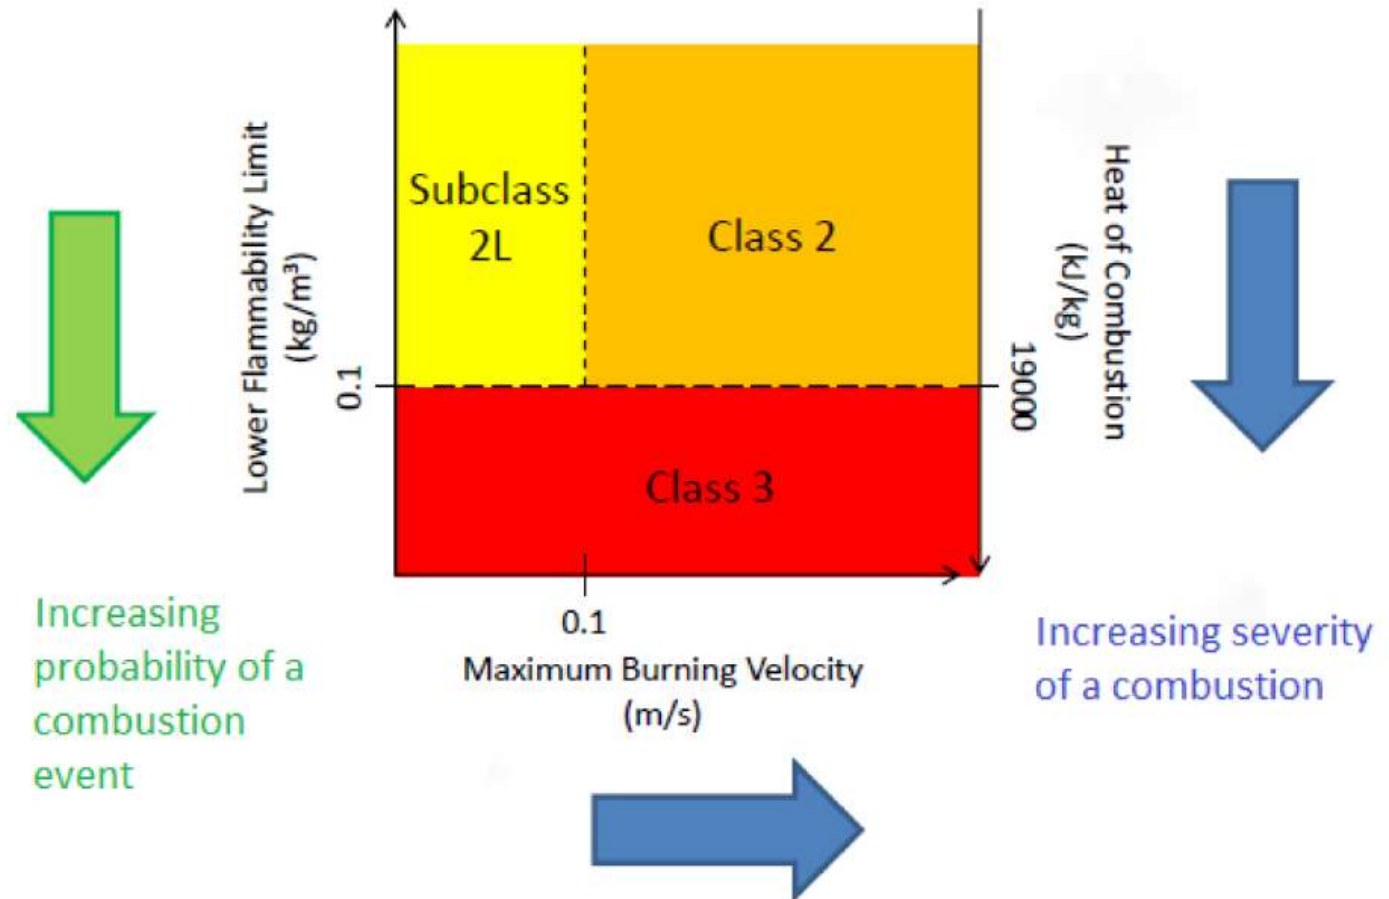 Lower Flammability Limit
(kg/m³)
0.1
Subclass
2L
Class 2
Class 3
19000
Heat of Combustion
(kJ/kg)
0.1
Maximum Burning Velocity
(m/s)
Increasing
probability of a
combustion
event
Increasing severity
of a combustion